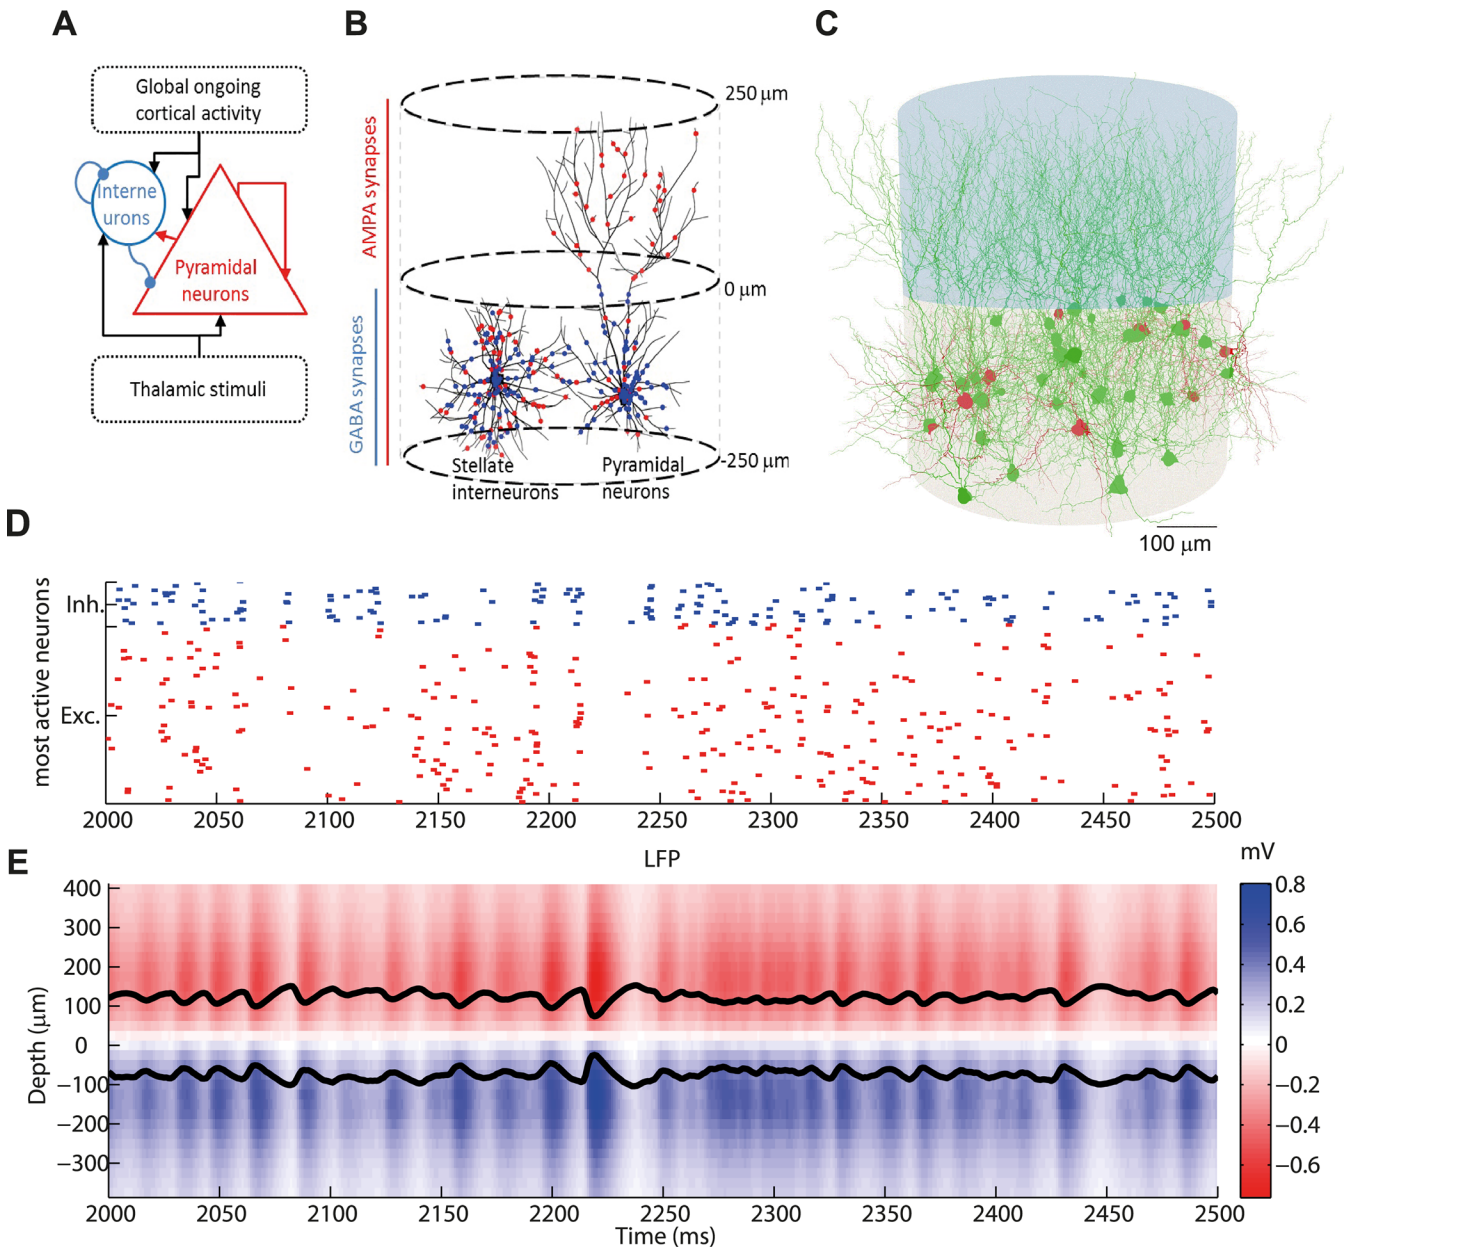 A
Global ongoing
cortical activity
Interne
urons
Pyramidal
neurons
Thalamic stimuli
B
AMPA synapses
GABA synapses
250 μm
0 μm
-250 μm
Stellate
interneurons
Pyramidal
neurons
C
100 μm
D
most active neurons
Inh.
Exc.
2000 2050 2100 2150 2200 2250 2300 2350 2400 2450 2500
E
LFP
mV
Depth (μm)
400
300
200
100
0
−100
−200
−300
2000 2050 2100 2150 2200 2250 2300 2350 2400 2450 2500
Time (ms)
0.8
0.6
0.4
0.2
0
−0.2
−0.4
−0.6